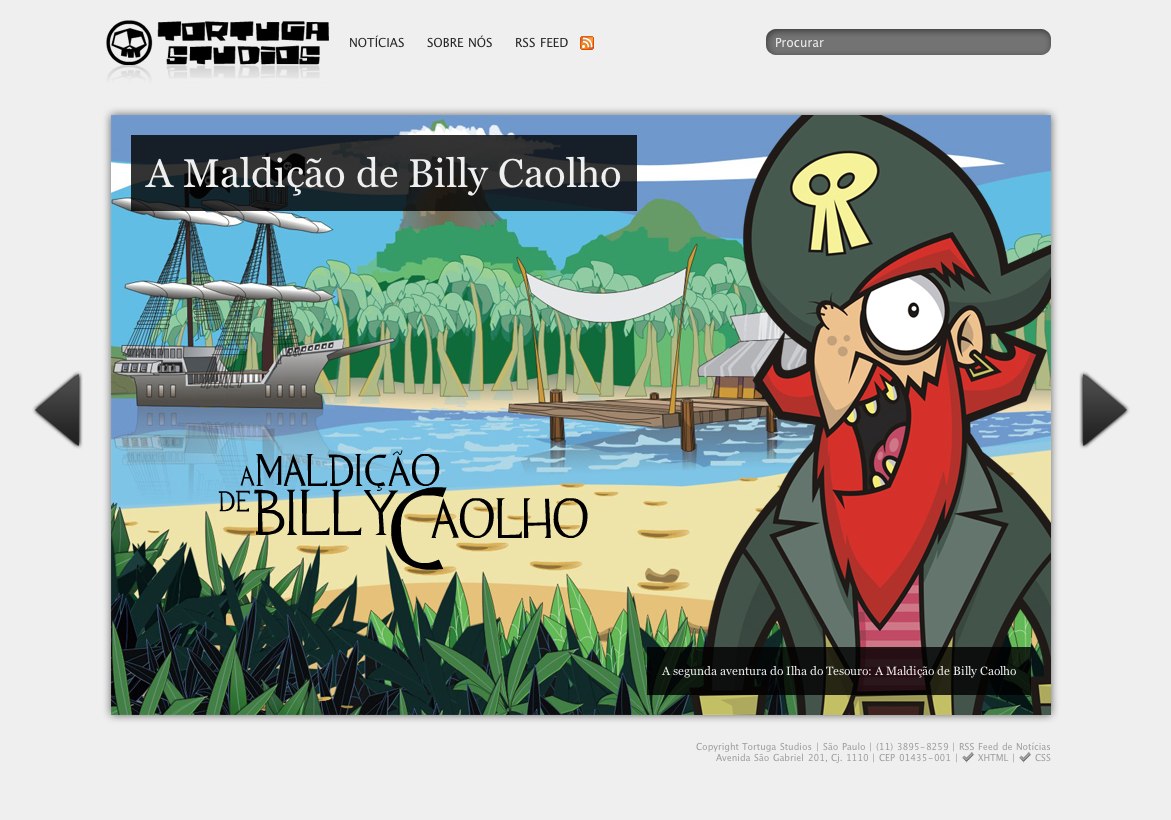 TORTUGA
STUDIOS
NOTÍCIAS SOBRE NÓS RSS FEED
Procurar
A Maldição de Billy Caolho
A MALDIÇÃO
DE BILLY CAOLHO
A segunda aventura do Ilha do Tesouro: A Maldição de Billy Caolho
Copyright Tortuga Studios | São Paulo | (11) 3895-8259 | RSS Feed de Notícias
Avenida São Gabriel 201, Cj. 1110 | CEP 01435-001 | ✔ XHTML | ✔ CSS